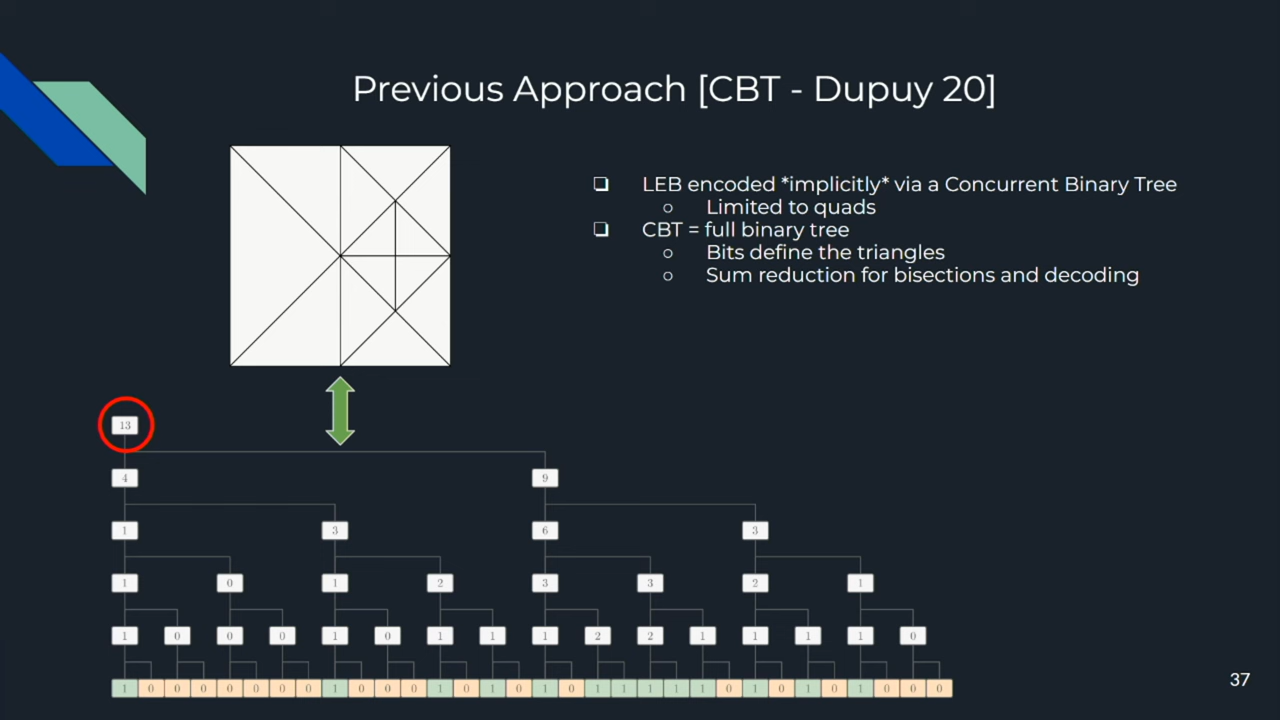 Previous Approach [CBT - Dupuy 20]
❑ LEB encoded *implicitly* via a Concurrent Binary Tree
○ Limited to quads
❑ CBT = full binary tree
○ Bits define the triangles
○ Sum reduction for bisections and decoding
13
4 9
1 3 6 3
1 0 1 2 3 3 2 1
1 0 0 0 1 0 1 1 1 2 2 1 1 1 1 0
1 0 0 0 0 0 0 0 1 0 0 0 1 0 1 0 1 0 1 1 1 1 1 0 1 0 1 0 1 0 0 0
37